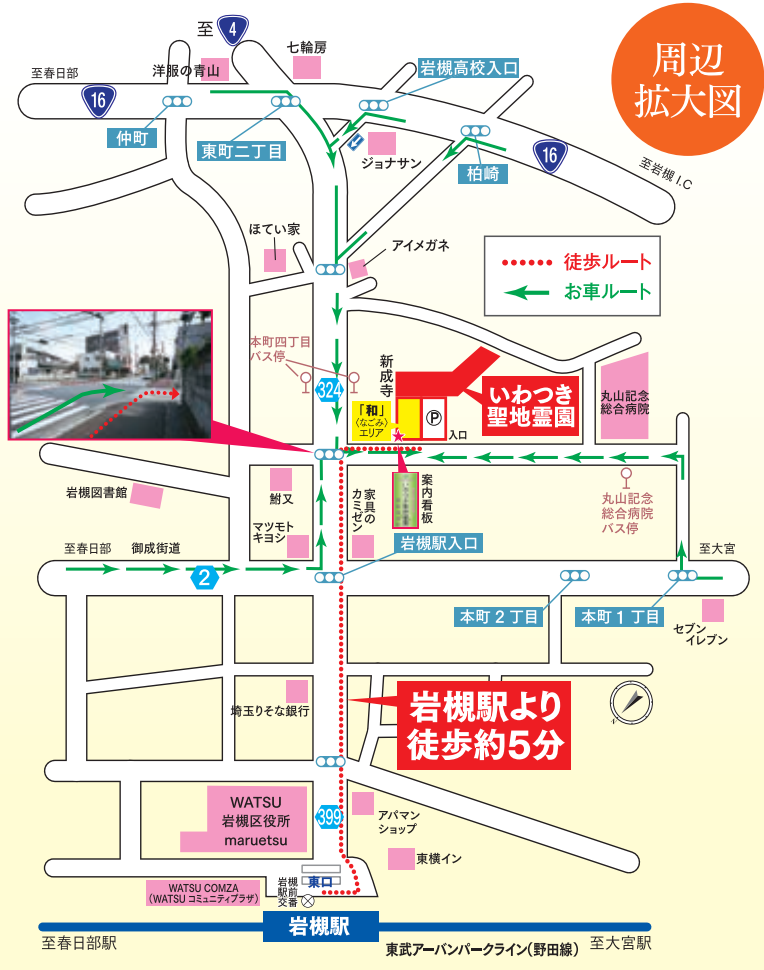 周辺
拡大図
至
4
七輪房
至春日部
洋服の青山
岩槻高校入口
16
仲町
東町二丁目
ジョナサン
柏崎
16
至岩槻I.C
ほてい家
アイメガネ
徒歩ルート
お車ルート
本町四丁目
バス停
324
新成寺
「和」
〈なごみ〉
エリア
P
入口
いわつき
聖地霊園
丸山記念
総合病院
岩槻図書館
鮒又
マツモト
キヨシ
家具の
カミゼン
案内看板
丸山記念
総合病院
バス停
至春日部
御成街道
岩槻駅入口
至大宮
2
本町2丁目
本町1丁目
セブン
イレブン
埼玉りそな銀行
岩槻駅より
徒歩約5分
WATSU
岩槻区役所
maruetsu
399
アパマン
ショップ
東横イン
WATSU COMZA
(WATSU コミュニティプラザ)
岩槻
駅前
交番
東口
岩槻駅
至春日部駅
東武アーバンパークライン(野田線)
至大宮駅